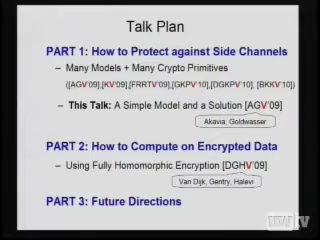 Talk Plan
PART 1: How to Protect against Side Channels
– Many Models + Many Crypto Primitives
([AGV'09],[KV'09],[FRRTV'09],[GKPV'10],[DGKPV'10], [BKKV'10])
– This Talk: A Simple Model and a Solution [AGV'09]
Akavia, Goldwasser
PART 2: How to Compute on Encrypted Data
– Using Fully Homomorphic Encryption [DGHV'09]
Van Dijk, Gentry, Halevi
PART 3: Future Directions